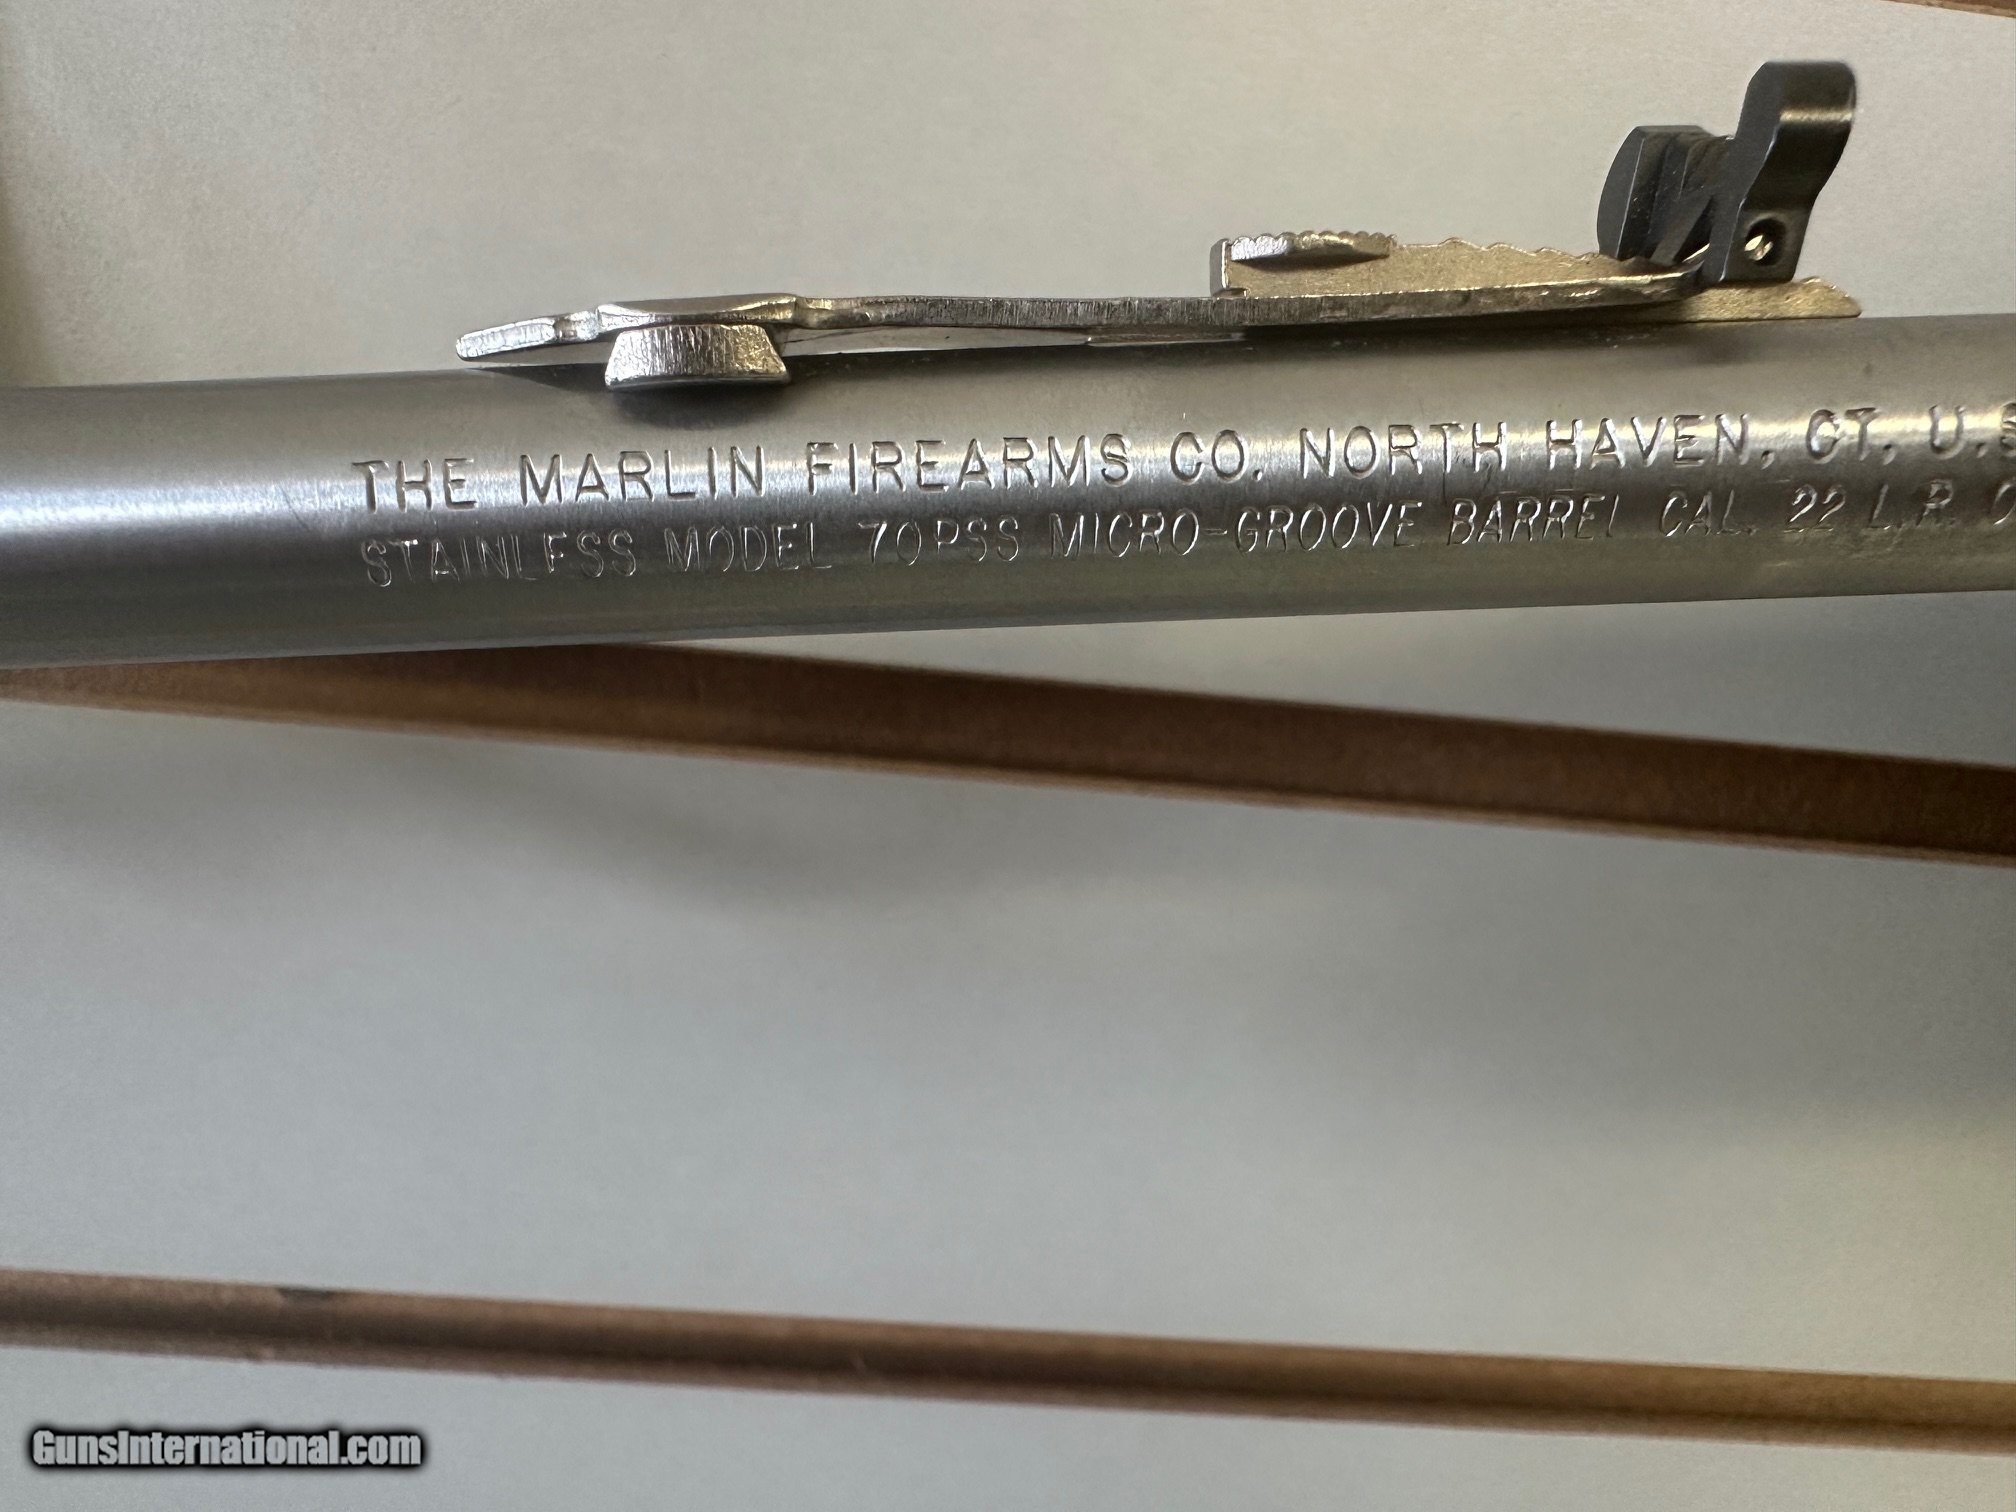 THE MARLIN FIREARMS CO. NORTH HAVEN, CT. U.S
STAINLESS MODEL 70PSS MICRO-GROOVE BARREL CAL. 22 L.R.
GunsInternational.com